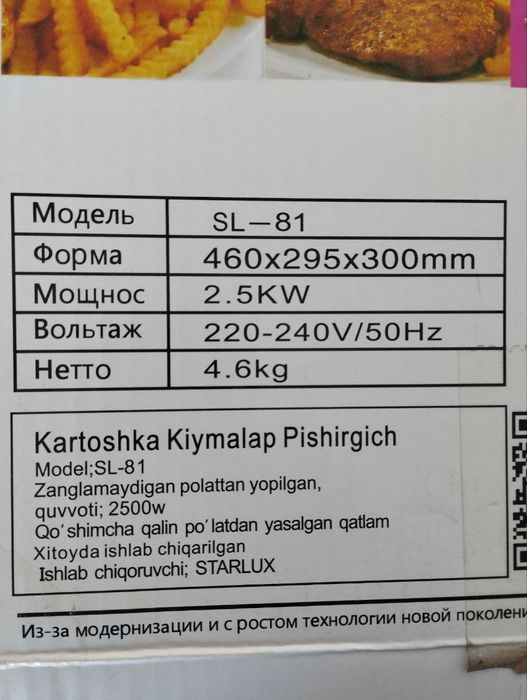 Модель SL-81
Форма 460x295x300mm
Мощнос 2.5KW
Вольтаж 220-240V/50Hz
Нетто 4.6kg
Kartoshka Kiymalap Pishirgich
Model;SL-81
Zanglamaydigan polattan yopilgan,
quvvoti; 2500w
Qo'shimcha qalin po'latdan yasalgan qatlam
Xitoyda ishlab chiqarilgan
Ishlab chiqoruvchi; STARLUX
Из-за модернизации и с ростом технологии новой поколени